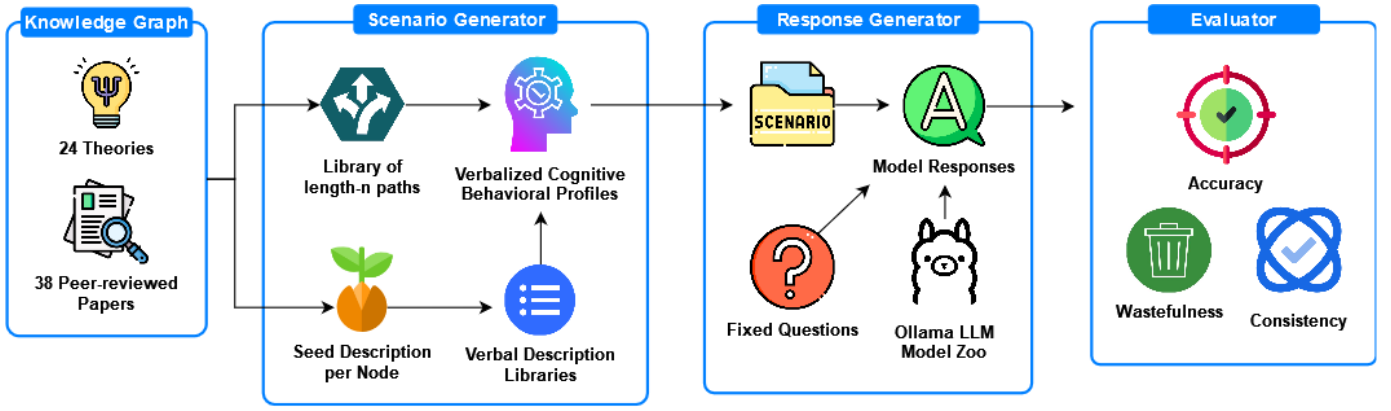 Knowledge Graph
24 Theories
38 Peer-reviewed
Papers
Scenario Generator
Library of
length-n paths
Verbalized Cognitive
Behavioral Profiles
Seed Description
per Node
Verbal Description
Libraries
Response Generator
SCENARIO
A
Model Responses
?
Fixed Questions
Ollama LLM
Model Zoo
Evaluator
Accuracy
Wastefulness
Consistency